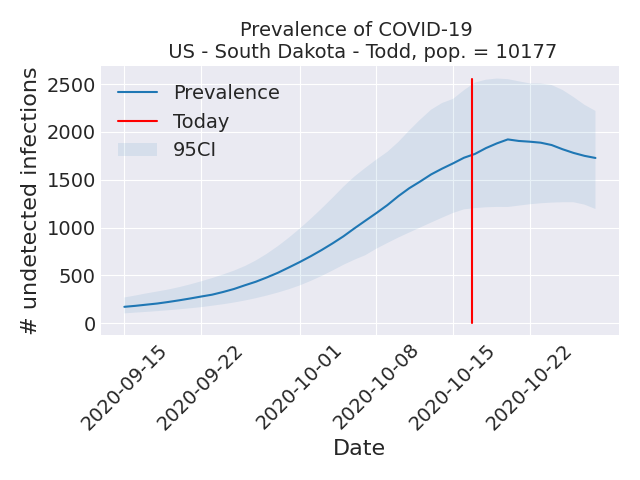 Prevalence of COVID-19
US - South Dakota - Todd, pop. = 10177
# undetected infections
2500
2000
1500
1000
500
0
Prevalence
Today
95CI
2020-09-15
2020-09-22
2020-10-01
2020-10-08
2020-10-15
2020-10-22
Date